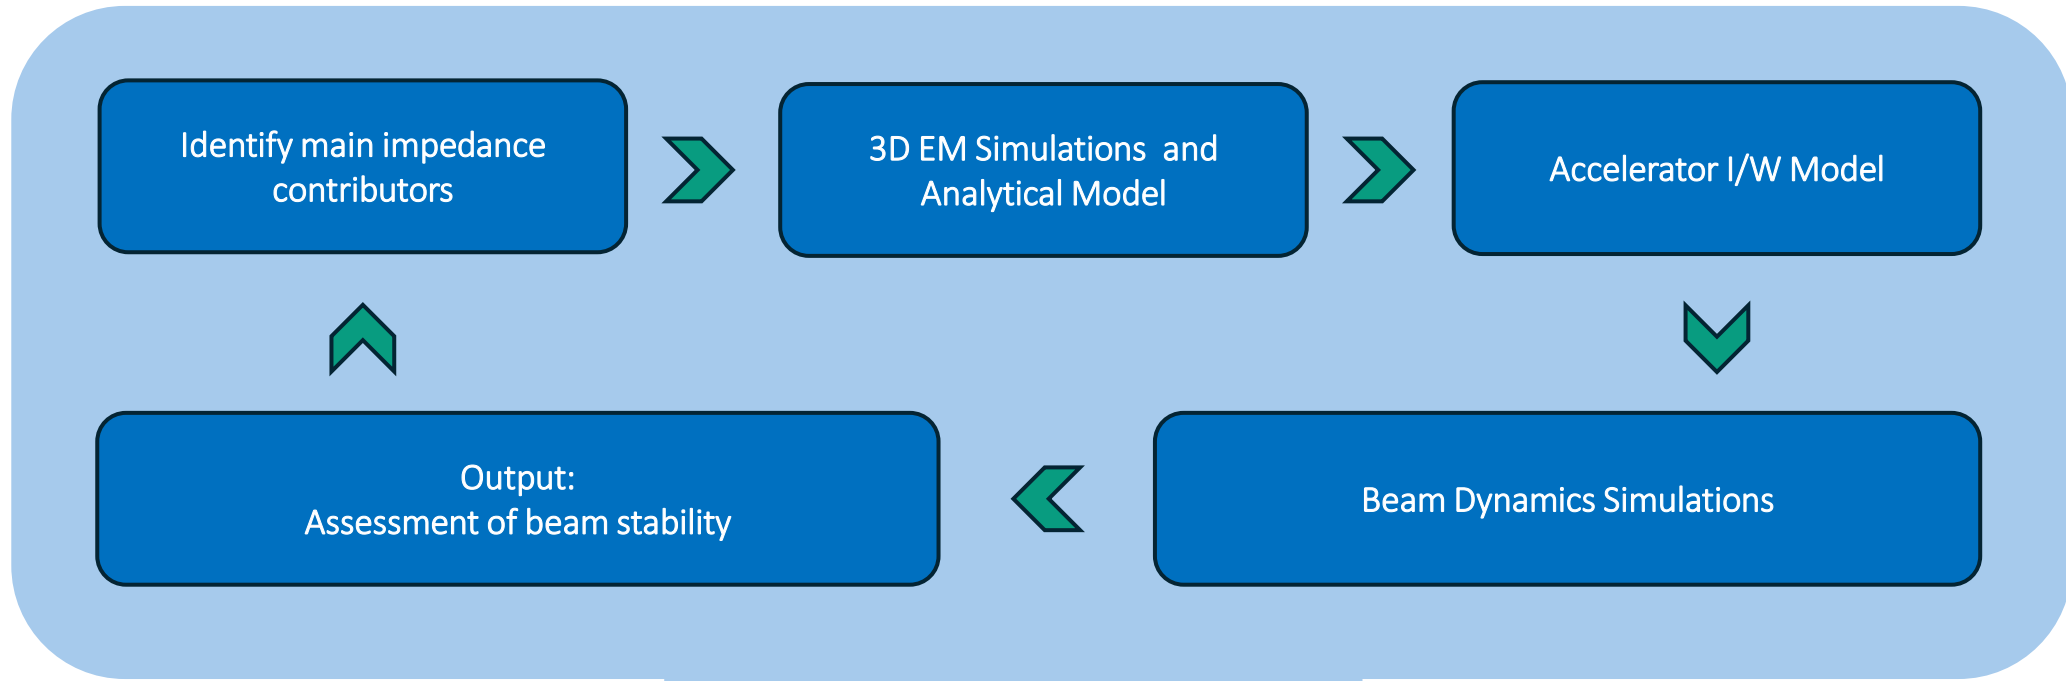 Identify main impedance
contributors
3D EM Simulations  and
Analytical Model
Accelerator I/W Model
Output:
Assessment of beam stability
Beam Dynamics Simulations